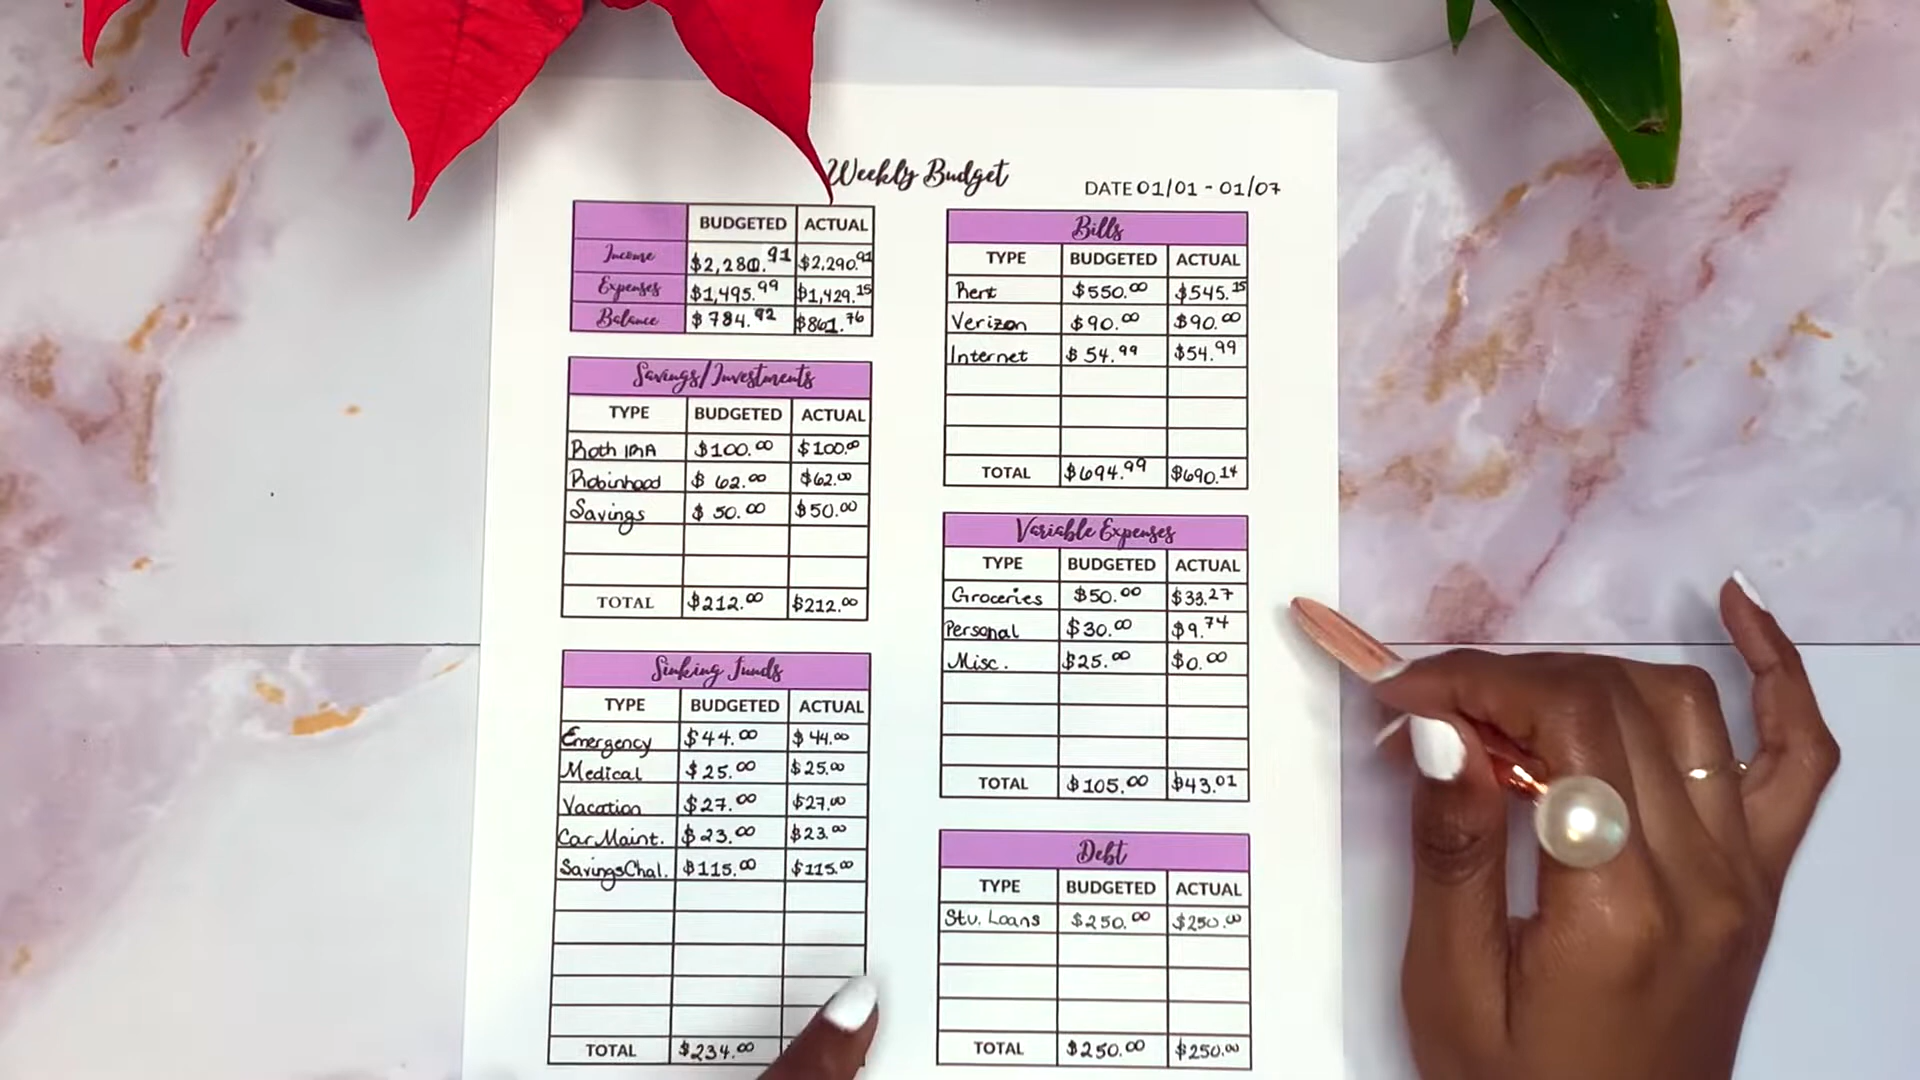 Weekly Budget
DATE 01/01 - 01/07
BUDGETED ACTUAL
Income $2,280.91 $2,290.91
Expenses $1,495.99 $1,429.15
Balance $784.92 $861.76
Savings/Investments
TYPE BUDGETED ACTUAL
Roth IRA $100.00 $100.00
Robinhood $62.00 $62.00
Savings $50.00 $50.00
TOTAL $212.00 $212.00
Sinking Funds
TYPE BUDGETED ACTUAL
Emergency $44.00 $44.00
Medical $25.00 $25.00
Vacation $27.00 $27.00
Car Maint. $23.00 $23.00
Savings Chal. $115.00 $115.00
TOTAL $234.00
Bills
TYPE BUDGETED ACTUAL
Rent $550.00 $545.15
Verizon $90.00 $90.00
Internet $54.99 $54.99
TOTAL $694.99 $690.14
Variable Expenses
TYPE BUDGETED ACTUAL
Groceries $50.00 $33.27
Personal $30.00 $9.74
Misc. $25.00 $0.00
TOTAL $105.00 $43.01
Debt
TYPE BUDGETED ACTUAL
Stu. Loans $250.00 $250.00
TOTAL $250.00 $250.00